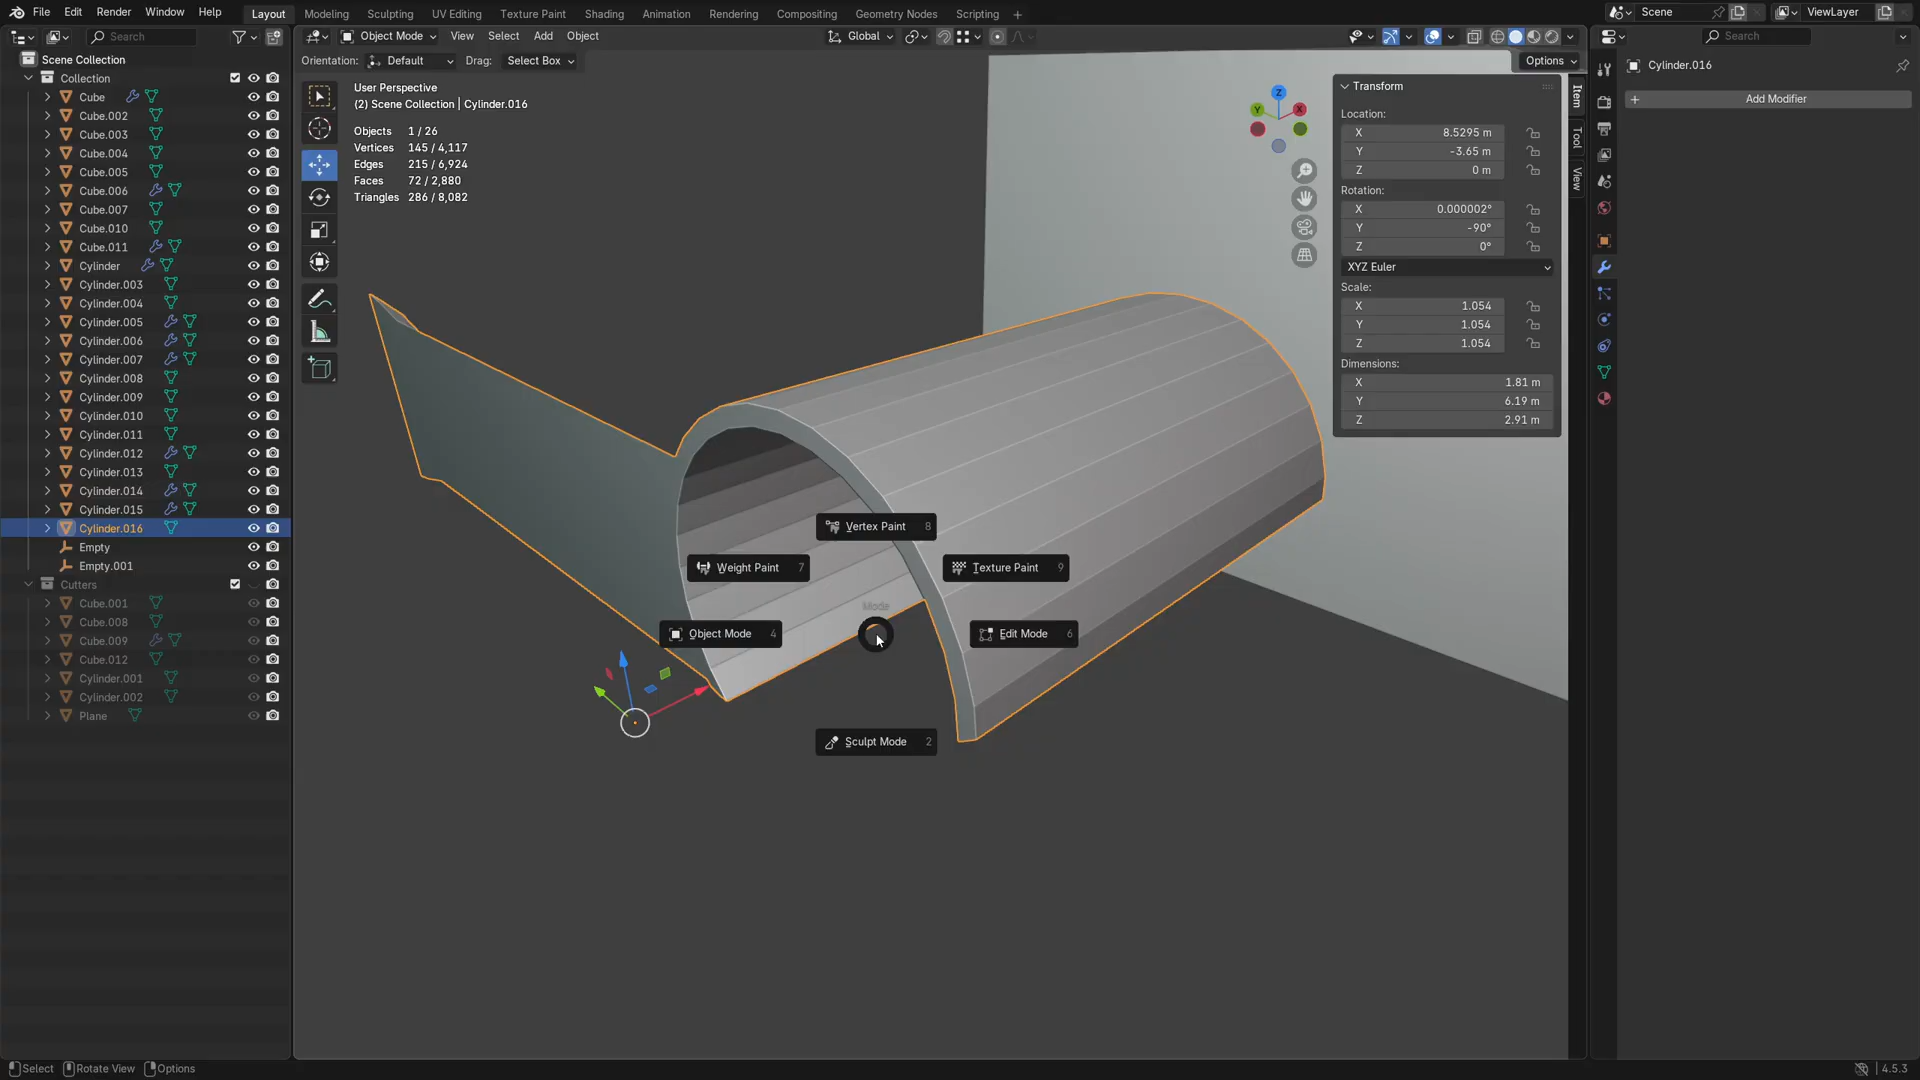 File Edit Render Window Help
Layout Modeling Sculpting UV Editing Texture Paint Shading Animation Rendering Compositing Geometry Nodes Scripting +
Scene
ViewLayer
Search
Object Mode View Select Add Object
Global
Search
Orientation: Default Drag: Select Box
Options
Scene Collection
Collection
Cube
Cube.002
Cube.003
Cube.004
Cube.005
Cube.006
Cube.007
Cube.010
Cube.011
Cylinder
Cylinder.003
Cylinder.004
Cylinder.005
Cylinder.006
Cylinder.007
Cylinder.008
Cylinder.009
Cylinder.010
Cylinder.011
Cylinder.012
Cylinder.013
Cylinder.014
Cylinder.015
Cylinder.016
Empty
Empty.001
Cutters
Cube.001
Cube.008
Cube.009
Cube.012
Cylinder.001
Cylinder.002
Plane
User Perspective
(2) Scene Collection | Cylinder.016
Objects 1 / 26
Vertices 145 / 4,117
Edges 215 / 6,924
Faces 72 / 2,880
Triangles 286 / 8,082
Z
Y
X
Transform
Location:
X 8.5295 m
Y -3.65 m
Z 0 m
Rotation:
X 0.000002°
Y -90°
Z 0°
XYZ Euler
Scale:
X 1.054
Y 1.054
Z 1.054
Dimensions:
X 1.81 m
Y 6.19 m
Z 2.91 m
Item
Tool
View
Cylinder.016
+ Add Modifier
Vertex Paint 8
Weight Paint 7
Texture Paint 9
Mode
Object Mode 4
Edit Mode 6
Sculpt Mode 2
Select Rotate View Options
4.5.3